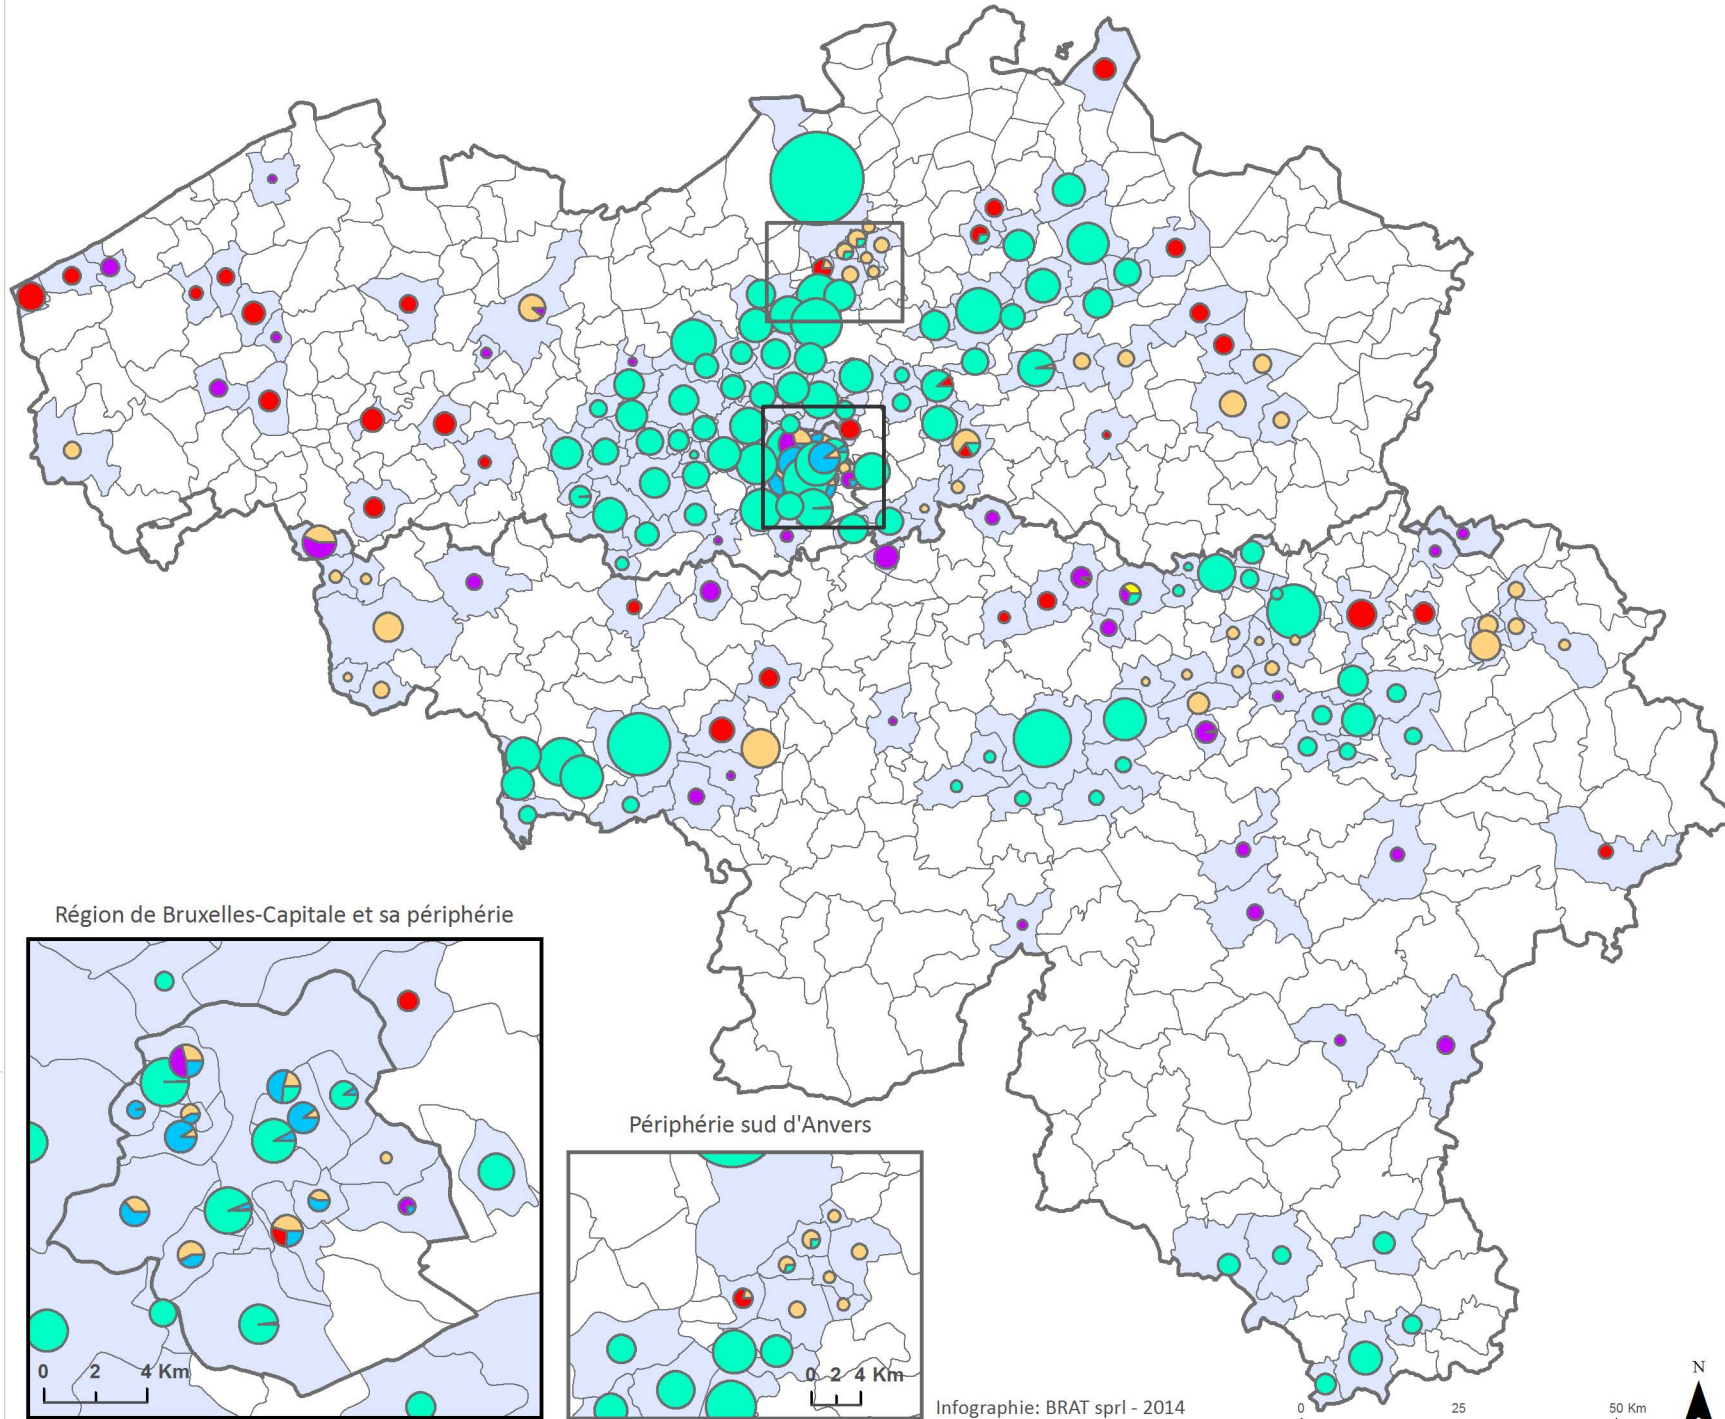 Région de Bruxelles-Capitale et sa périphérie
0 2 4 Km
Périphérie sud d'Anvers
0 2 4 Km
Infographie: BRAT sprl - 2014
0 25 50 Km
N